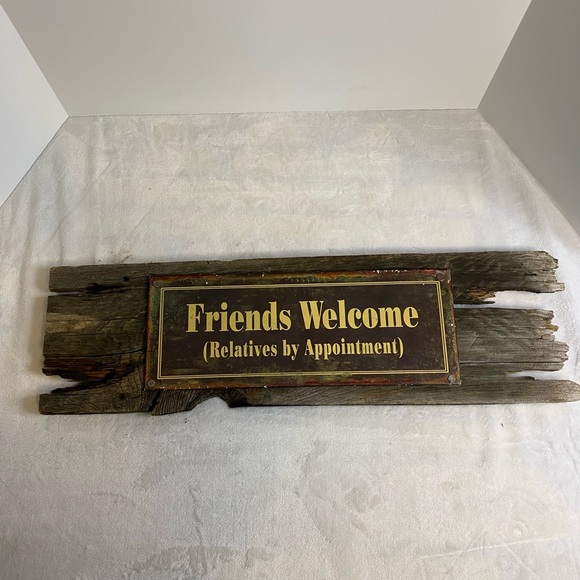 Friends Welcome
(Relatives by Appointment)